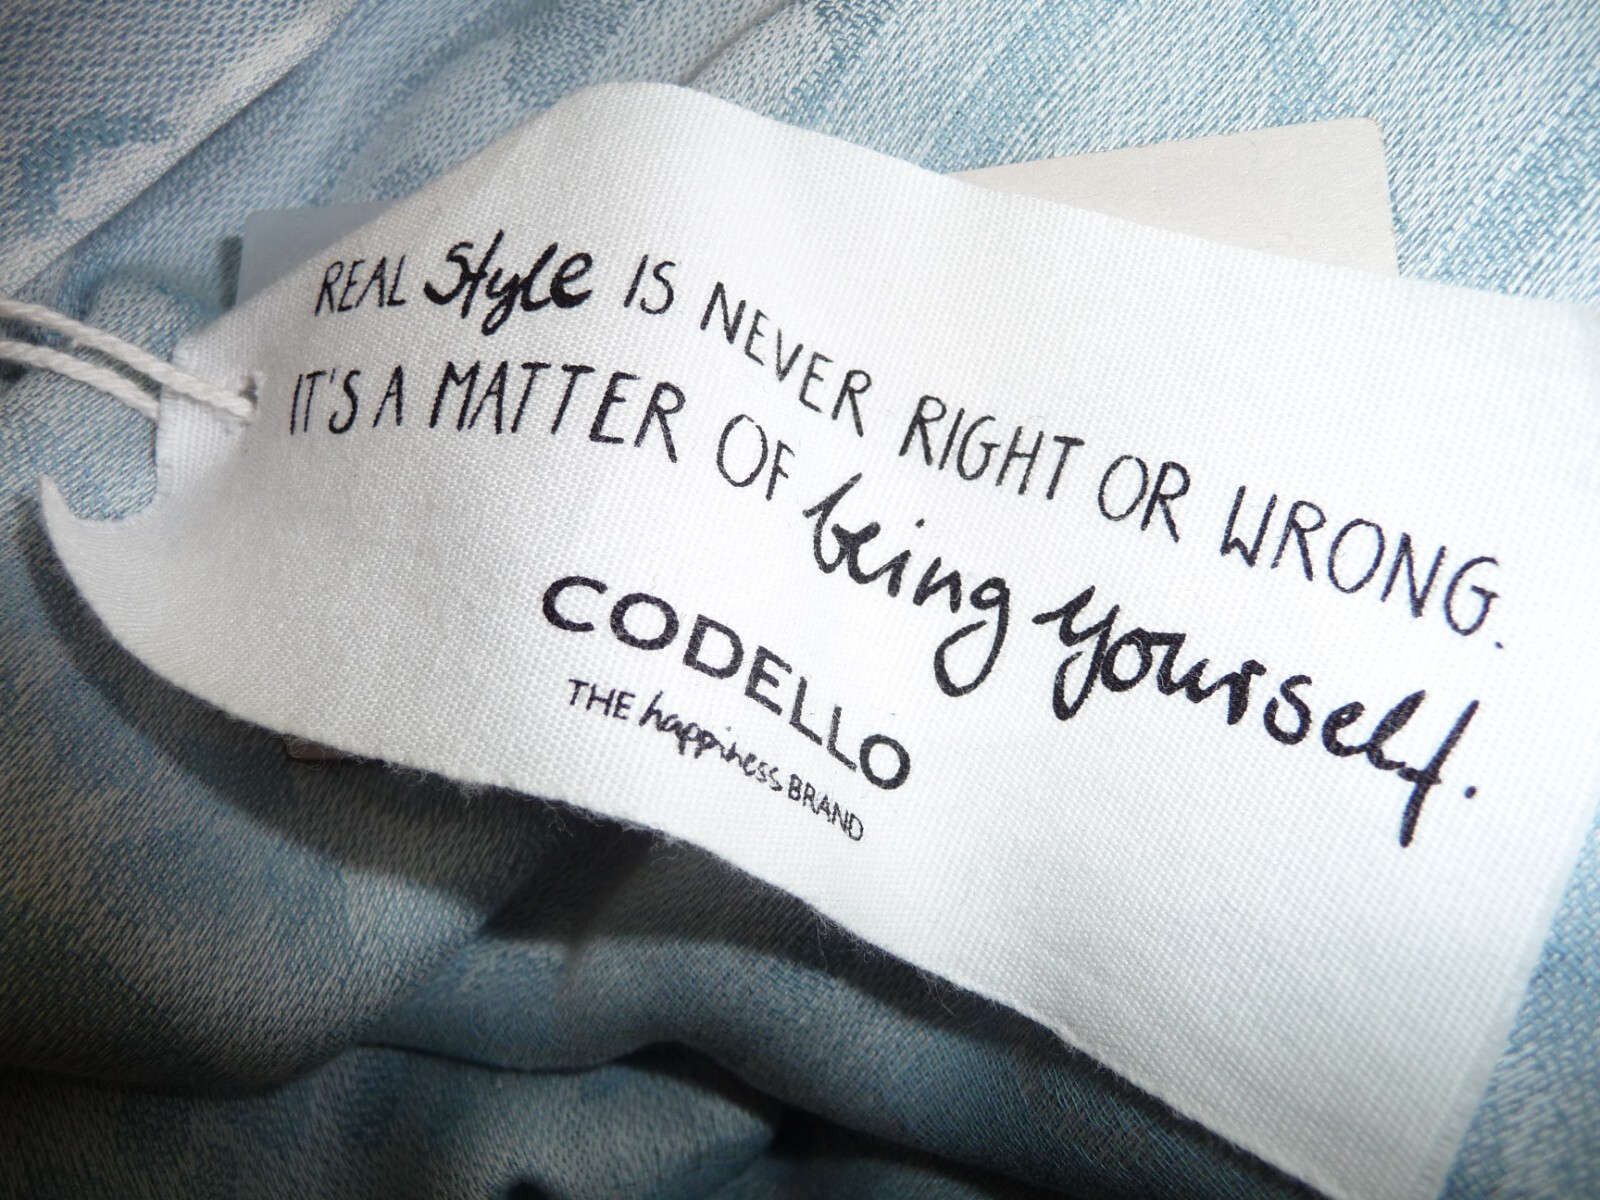 REAL Style IS NEVER RIGHT OR WRONG.
IT'S A MATTER OF being yourself.
CODELLO
THE happiness BRAND